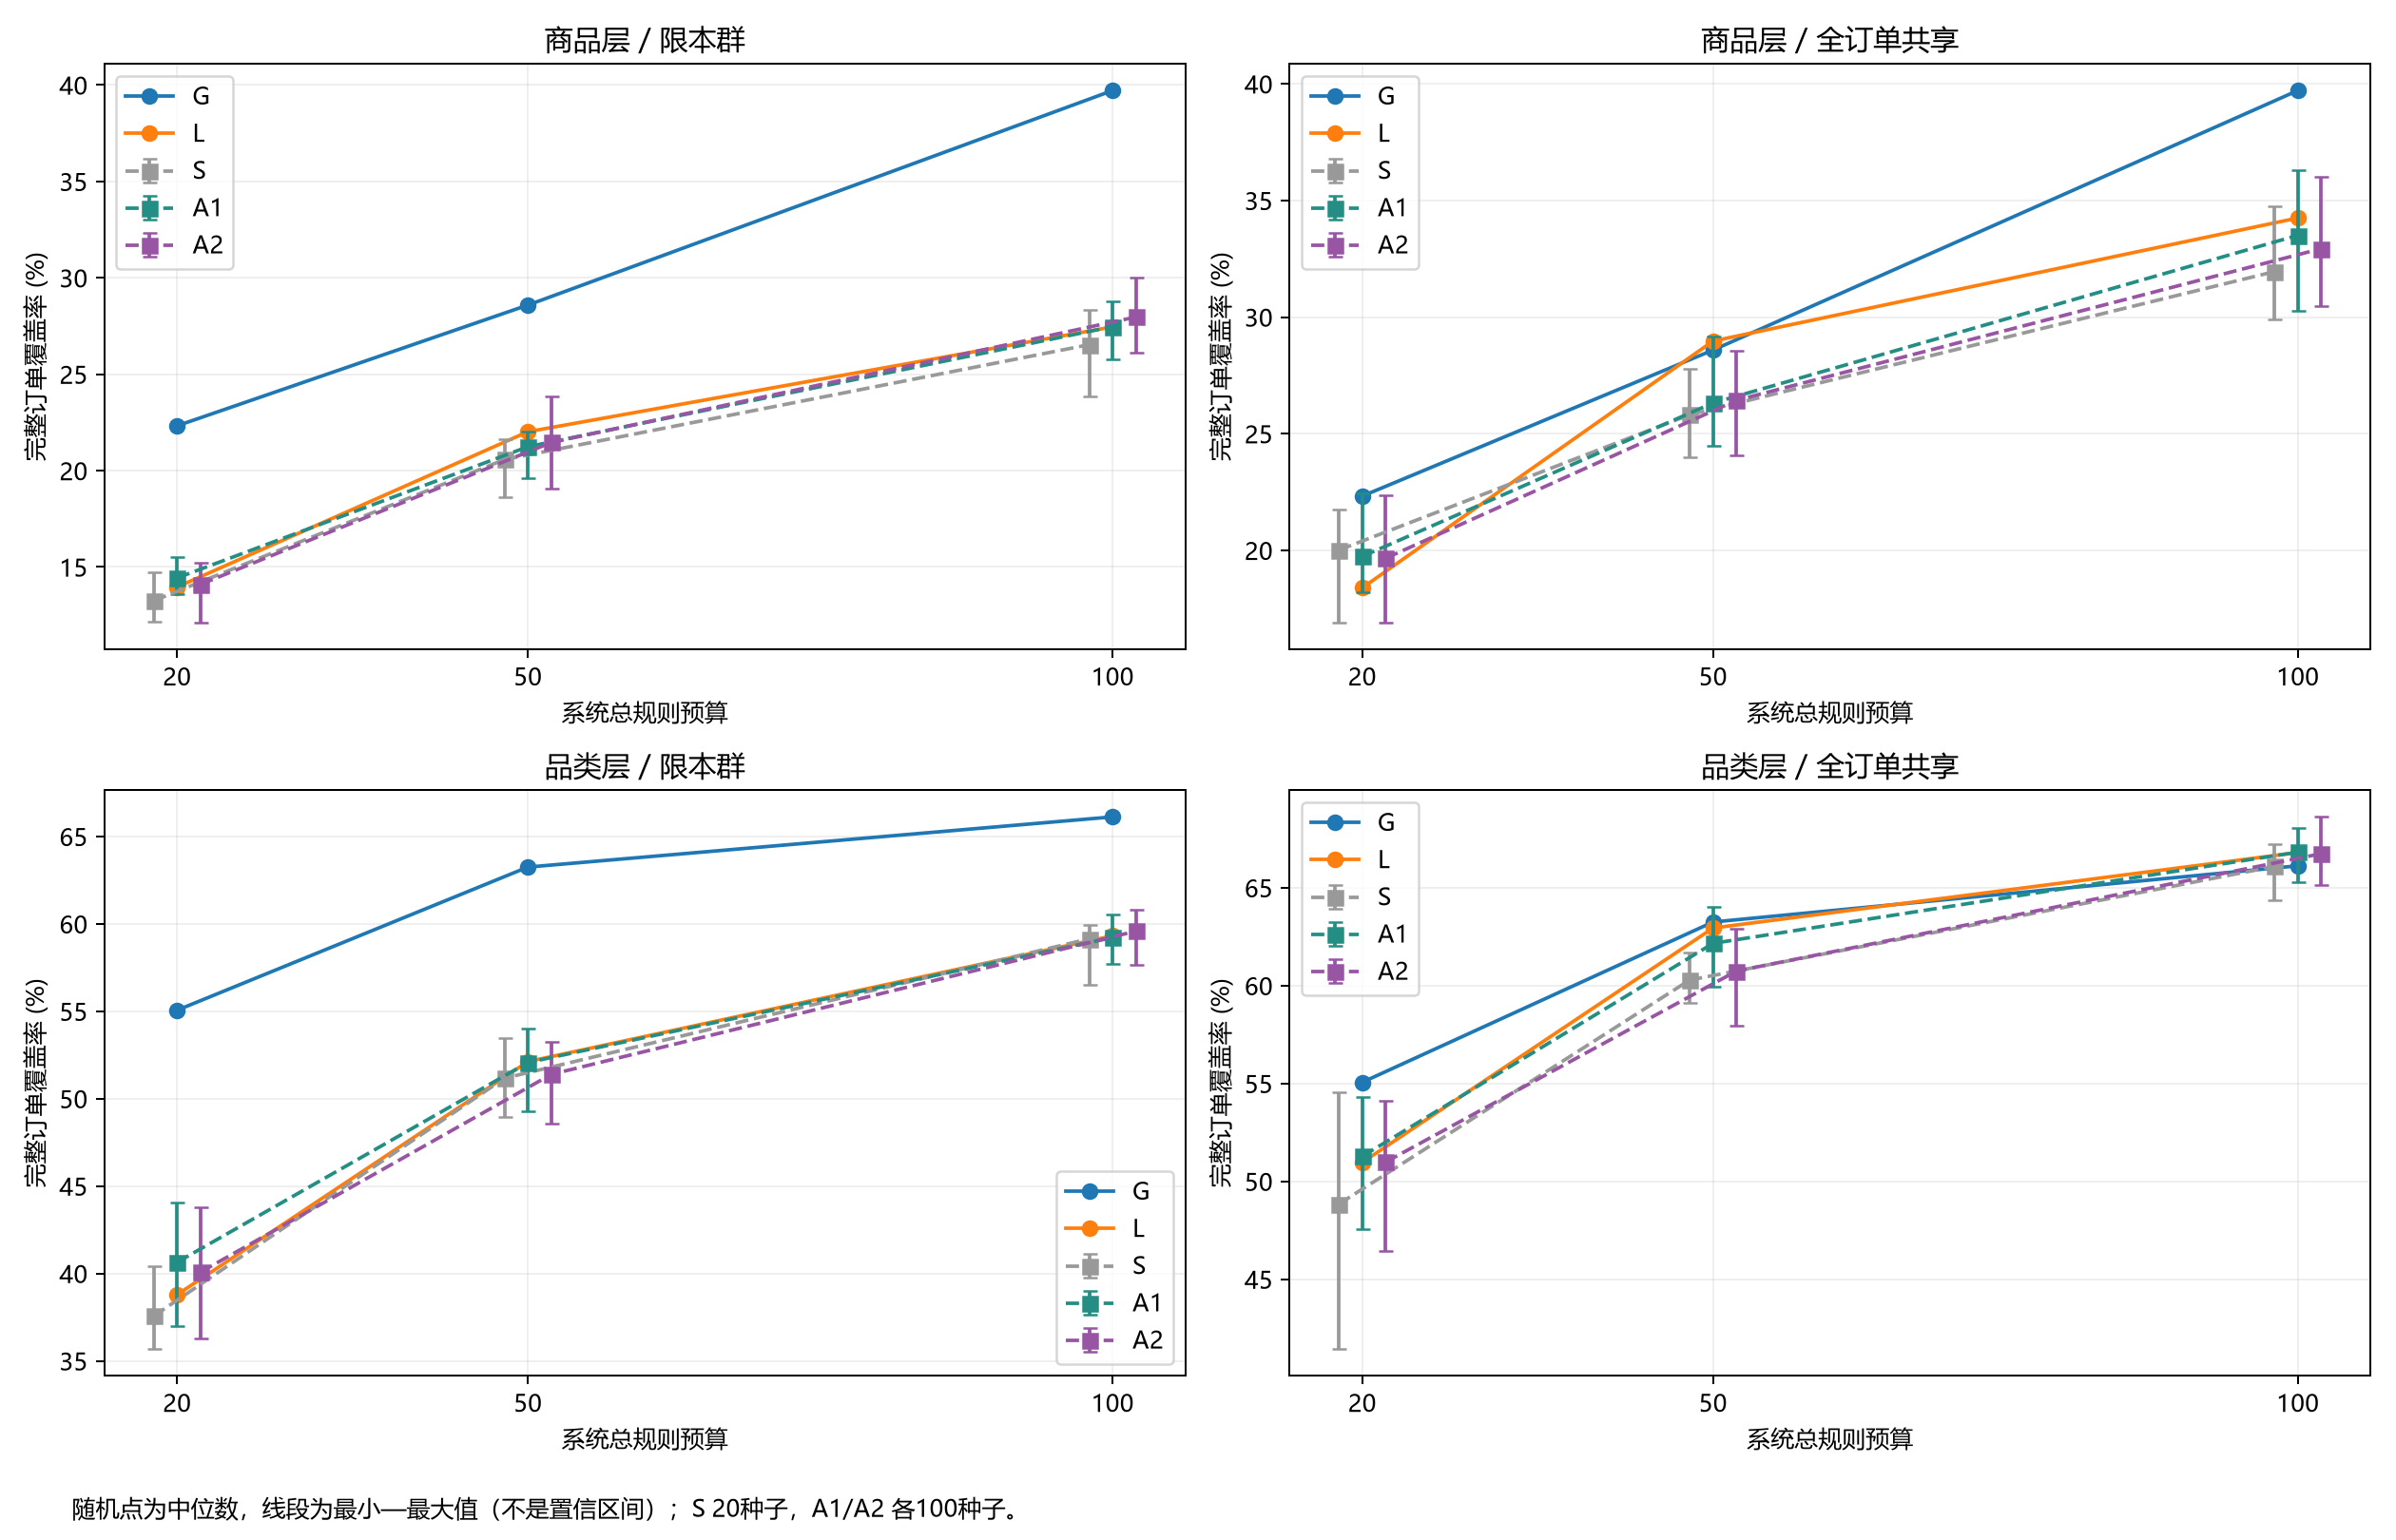 商品层 / 限本群
完整订单覆盖率 (%)
40
35
30
25
20
15
G
L
S
A1
A2
20
50
100
系统总规则预算
商品层 / 全订单共享
完整订单覆盖率 (%)
40
35
30
25
20
G
L
S
A1
A2
20
50
100
系统总规则预算
品类层 / 限本群
完整订单覆盖率 (%)
65
60
55
50
45
40
35
G
L
S
A1
A2
20
50
100
系统总规则预算
品类层 / 全订单共享
完整订单覆盖率 (%)
65
60
55
50
45
G
L
S
A1
A2
20
50
100
系统总规则预算
随机点为中位数，线段为最小—最大值（不是置信区间）；S 20种子，A1/A2 各100种子。